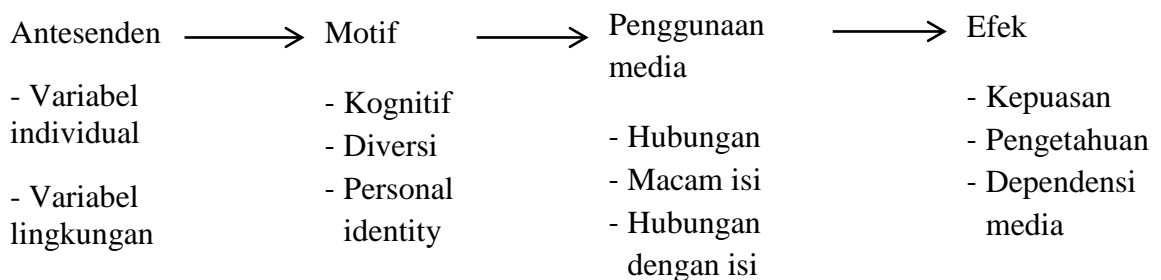 Antesenden
- Variabel
individual
- Variabel
lingkungan
Motif
- Kognitif
- Diversi
- Personal
identity
Penggunaan
media
- Hubungan
- Macam isi
- Hubungan
dengan isi
Efek
- Kepuasan
- Pengetahuan
- Dependensi
media